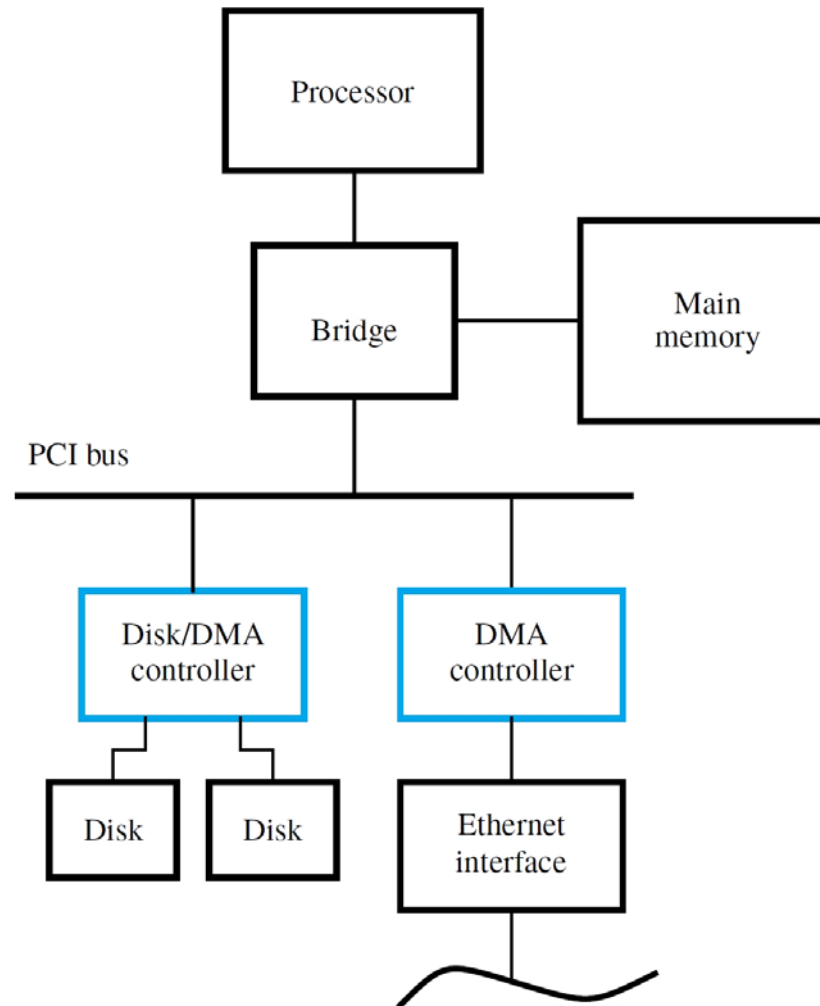 Processor
Bridge
Main
memory
PCI bus
Disk/DMA
controller
DMA
controller
Disk
Disk
Ethernet
interface